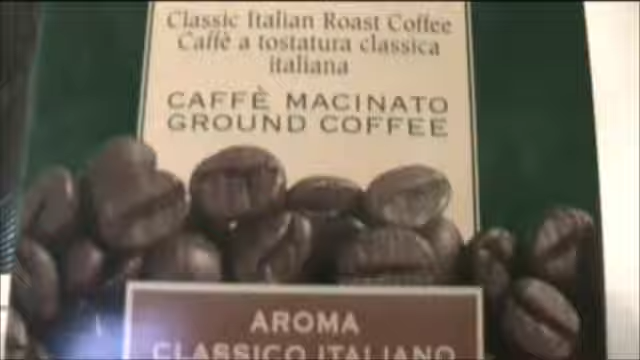 Classic Italian Roast Coffee
Caffè a tostatura classica
italiana
CAFFÈ MACINATO
GROUND COFFEE
AROMA
CLASSICO ITALIANO